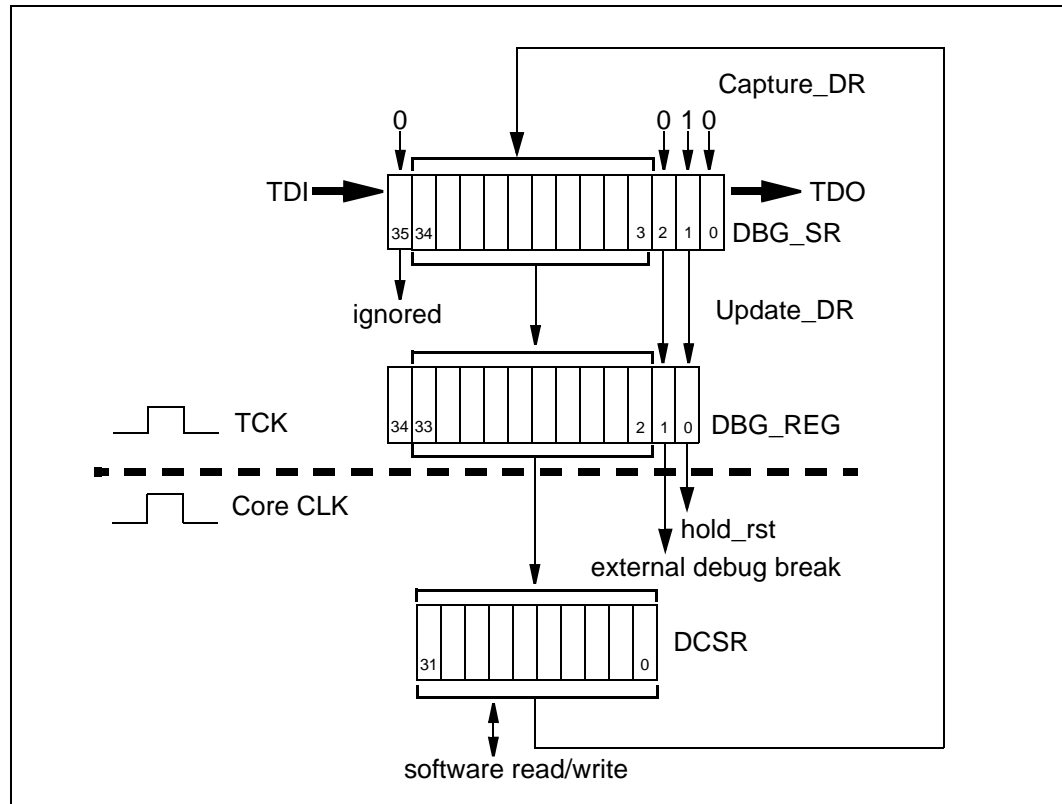 Capture_DR
0 0 1 0
TDI TDO
35 34 3 2 1 0 DBG_SR
ignored
Update_DR
34 33 2 1 0 DBG_REG
TCK
Core CLK
hold_rst
external debug break
31 0 DCSR
software read/write